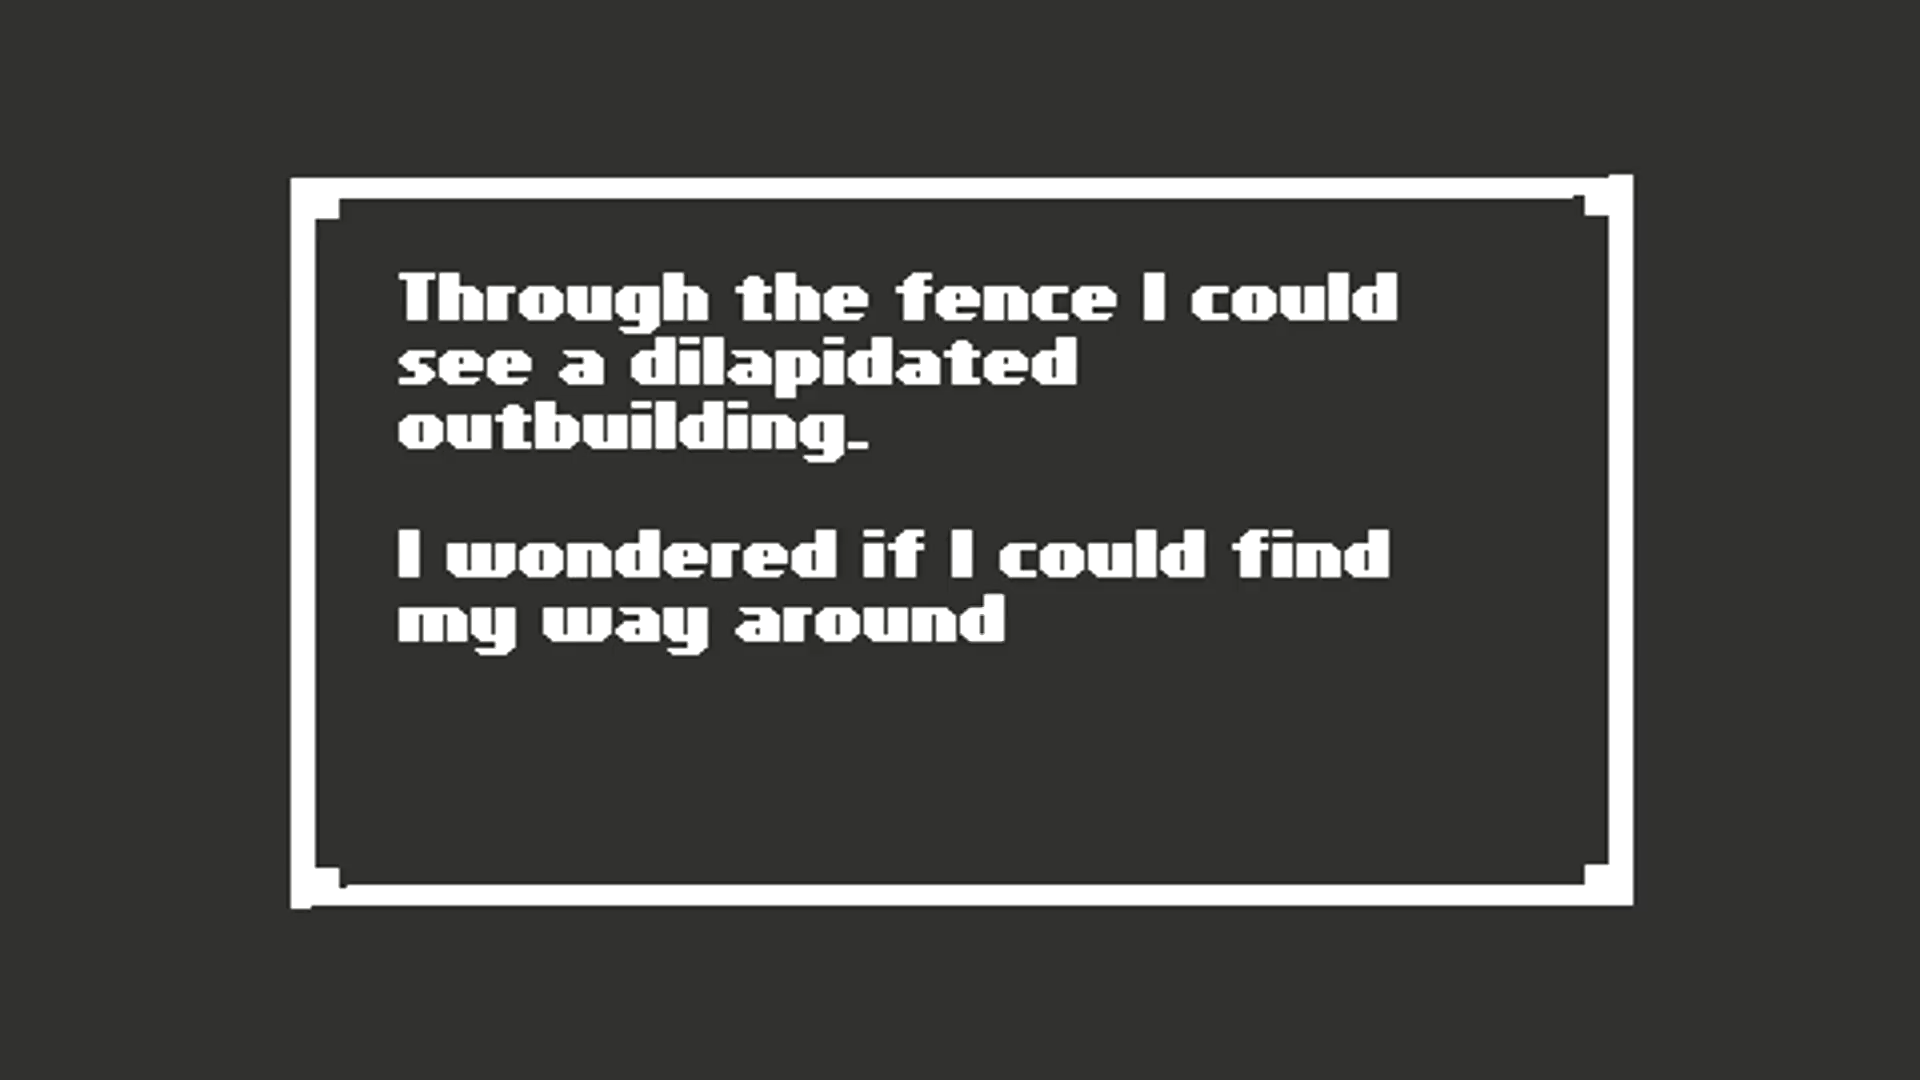 Through the fence I could
see a dilapidated
outbuilding.
I wondered if I could find
my way around